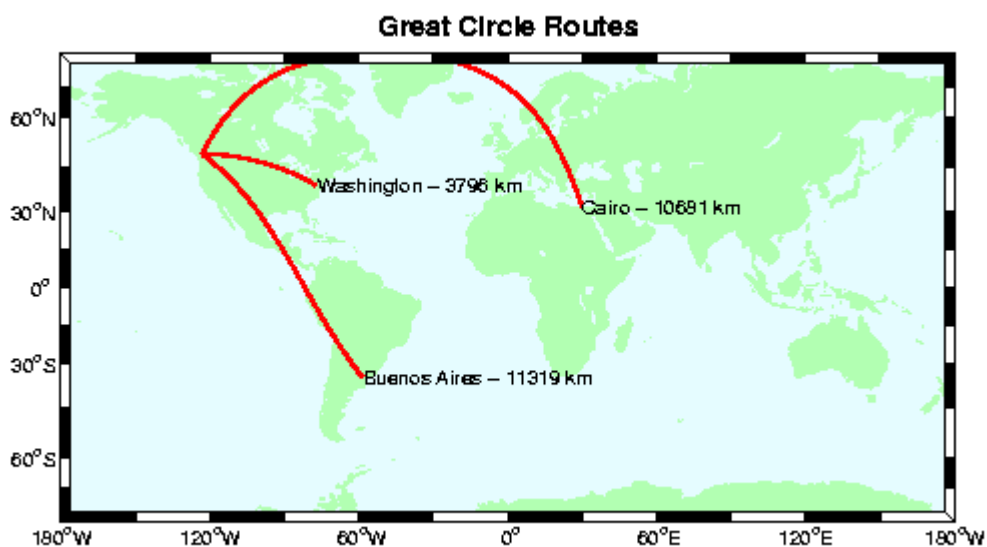 Great Circle Routes
60°N
Washington – 3796 km
30°N
Cairo – 10691 km
0°
30°S
Buenos Aires – 11319 km
60°S
180°W 120°W 60°W 0° 60°E 120°E 180°W